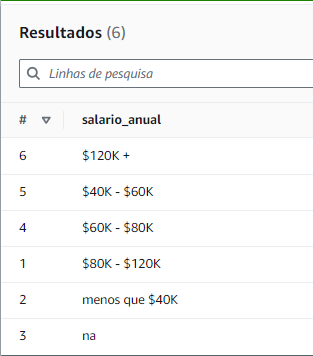 Resultados (6)
Linhas de pesquisa
# salario_anual
6 $120K +
5 $40K - $60K
4 $60K - $80K
1 $80K - $120K
2 menos que $40K
3 na